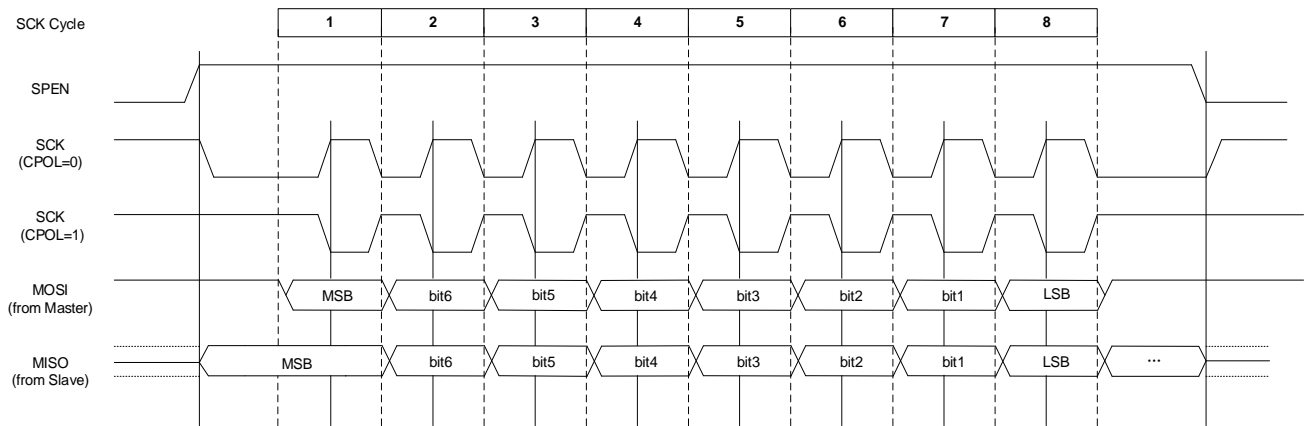 SCK Cycle 1 2 3 4 5 6 7 8
SPEN
SCK
(CPOL=0)
SCK
(CPOL=1)
MOSI
(from Master)
MSB bit6 bit5 bit4 bit3 bit2 bit1 LSB
MISO
(from Slave)
MSB bit6 bit5 bit4 bit3 bit2 bit1 LSB ...